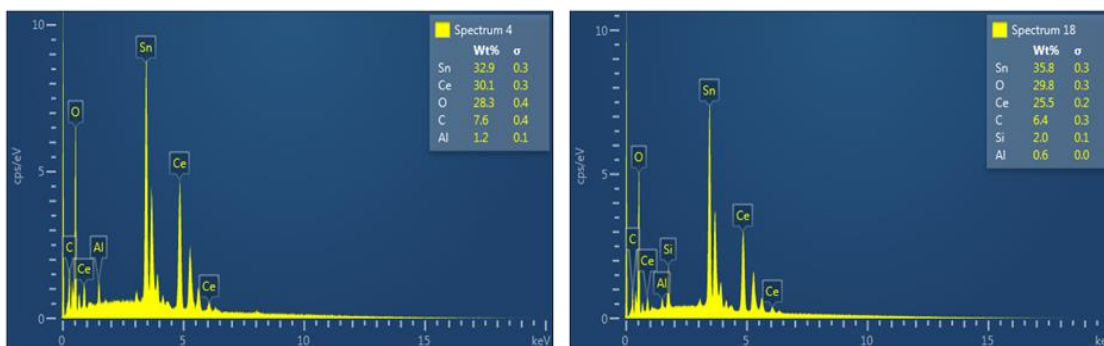 10
Spectrum 4
Wt% σ
Sn 32.9 0.3
Ce 30.1 0.3
O 28.3 0.4
C 7.6 0.4
Al 1.2 0.1
Sn
O
Ce
5
cps/eV
C
Al
Ce
Ce
0
0 5 10 15 keV
10
Spectrum 18
Wt% σ
Sn 35.8 0.3
O 29.8 0.3
Ce 25.5 0.2
C 6.4 0.3
Si 2.0 0.1
Al 0.6 0.0
Sn
O
5
cps/eV
Ce
C
Ce
Si
Al
Ce
0
0 5 10 15 ke